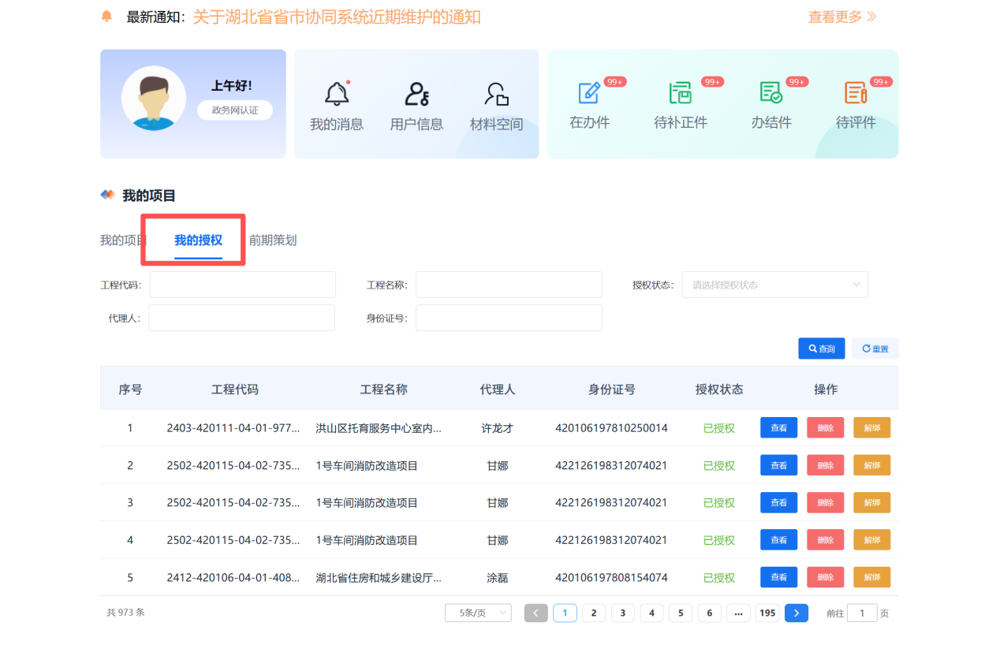 最新通知: 关于湖北省省市协同系统近期维护的通知 查看更多
上午好!
政务网认证
我的消息 用户信息 材料空间
99+ 99+ 99+ 99+
在办件 待补正件 办结件 待评件
我的项目
我的项目 我的授权 前期策划
工程代码: 工程名称: 授权状态: 请选择授权状态
代理人: 身份证号:
查询 重置
序号 工程代码 工程名称 代理人 身份证号 授权状态 操作
1 2403-420111-04-01-977... 洪山区托育服务中心室内... 许龙才 420106197810250014 已授权 查看 删除 解绑
2 2502-420115-04-02-735... 1号车间消防改造项目 甘娜 422126198312074021 已授权 查看 删除 解绑
3 2502-420115-04-02-735... 1号车间消防改造项目 甘娜 422126198312074021 已授权 查看 删除 解绑
4 2502-420115-04-02-735... 1号车间消防改造项目 甘娜 422126198312074021 已授权 查看 删除 解绑
5 2412-420106-04-01-408... 湖北省住房和城乡建设厅... 涂磊 420106197808154074 已授权 查看 删除 解绑
共 973 条 5条/页 1 2 3 4 5 6 ... 195 前往 1 页